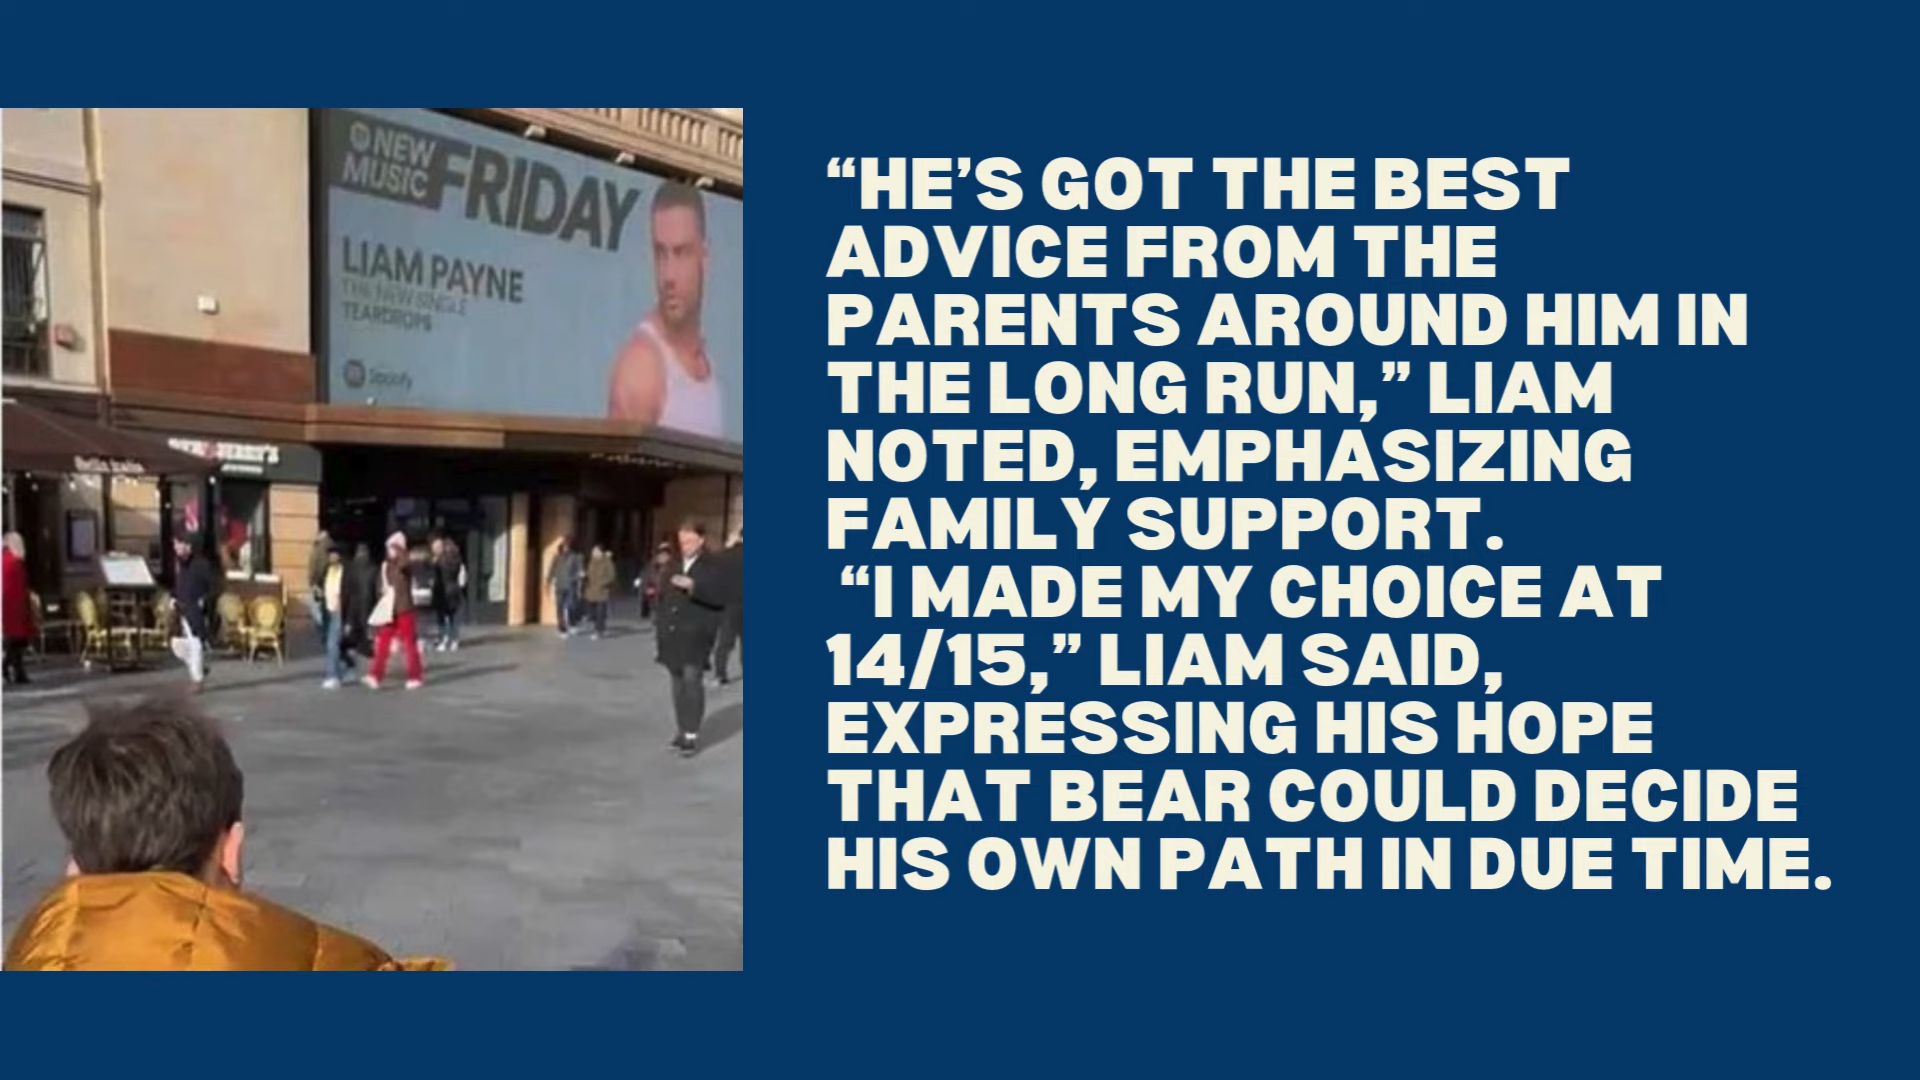 NEW
MUSIC
FRIDAY
LIAM PAYNE
THE NEW SINGLE
TEARDROPS
Spotify
BEN & JERRY'S
“HE’S GOT THE BEST
ADVICE FROM THE
PARENTS AROUND HIM IN
THE LONG RUN,” LIAM
NOTED, EMPHASIZING
FAMILY SUPPORT.
“I MADE MY CHOICE AT
14/15,” LIAM SAID,
EXPRESSING HIS HOPE
THAT BEAR COULD DECIDE
HIS OWN PATH IN DUE TIME.